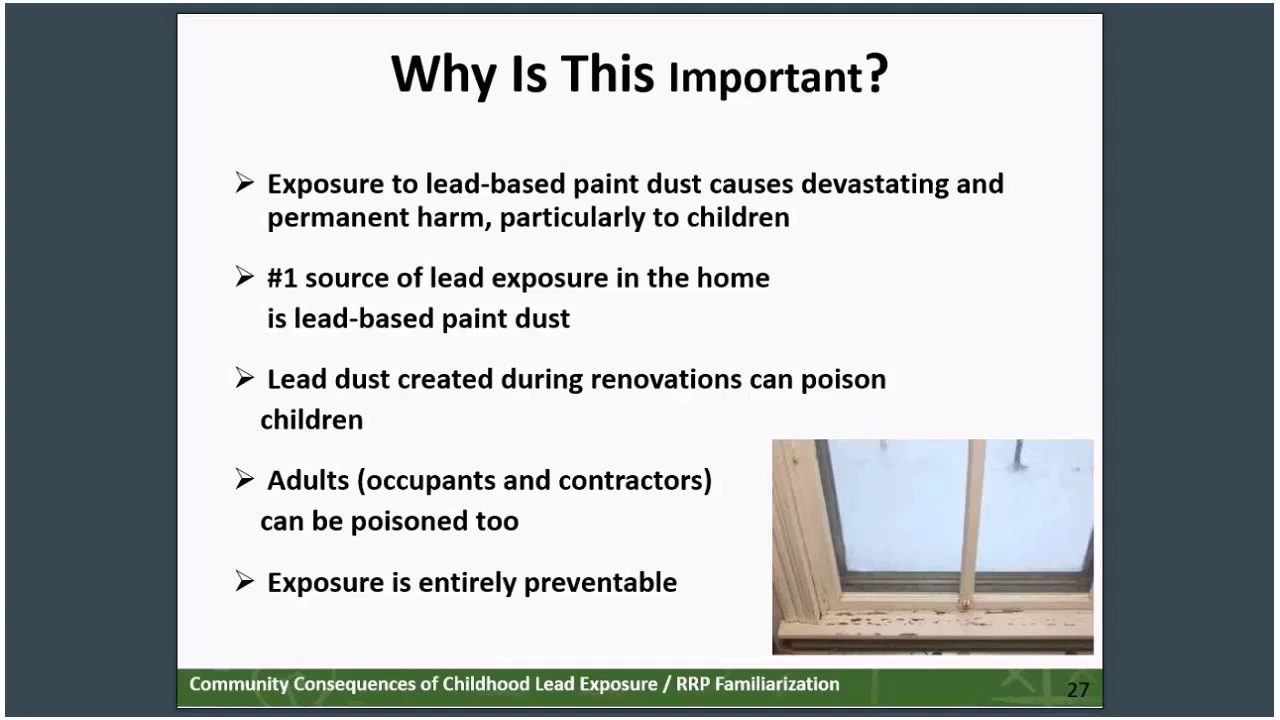 Why Is This Important?
Exposure to lead-based paint dust causes devastating and
permanent harm, particularly to children
#1 source of lead exposure in the home
is lead-based paint dust
Lead dust created during renovations can poison
children
Adults (occupants and contractors)
can be poisoned too
Exposure is entirely preventable
Community Consequences of Childhood Lead Exposure / RRP Familiarization
27